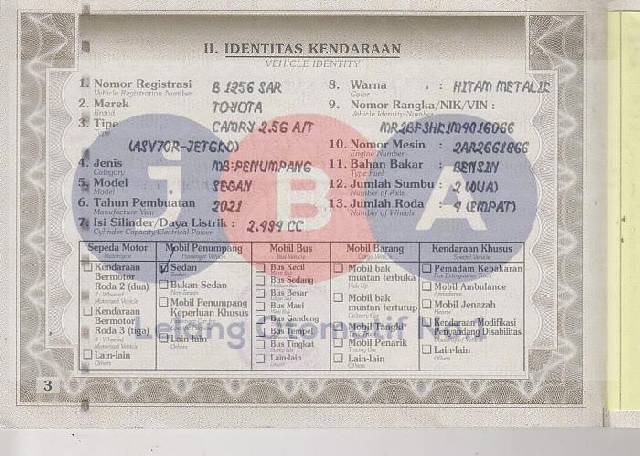 II. IDENTITAS KENDARAAN
VEHICLE IDENTITY
1. Nomor Registrasi B 1256 SAR
Vehicle Registration Number
2. Merek TOYOTA
Brand
3. Tipe CAMRY 2.5G A/T
4. Jenis MB.PENUMPANG
Category
5. Model SEDAN
Model
6. Tahun Pembuatan 2021
Manufacture Year
7. Isi Silinder/Daya Listrik : 2.494 CC
Cylinder Capacity/Electrical Power
8. Warna : HITAM METALIK
Color
9. Nomor Rangka/NIK/VIN :
Vehicle Identity Number
10. Nomor Mesin :
Engine Number
11. Bahan Bakar : BENSIN
Type Fuel
12. Jumlah Sumbu : 2 (DUA)
Number of Axle
13. Jumlah Roda : 4 (EMPAT)
Number of Wheels
Sepeda Motor
Kendaraan
Bermotor
Roda 2 (dua)
Kendaraan
Bermotor
Roda 3 (tiga)
Lain-lain
Others
Mobil Penumpang
Passenger Vehicle
Sedan
Bukan Sedan
Mobil Penumpang
Keperluan Khusus
Lain-lain
Mobil Bus
Bus Kecil
Bus Sedang
Bus Besar
Bus Maxi
Bus Gandeng
Bus Tempel
Bus Tingkat
Lain-lain
Mobil Barang
Mobil bak
muatan terbuka
Mobil bak
muatan tertutup
Mobil Tangki
Mobil Penarik
Lain-lain
Kendaraan Khusus
Pemadam Kebakaran
Mobil Ambulance
Mobil Jenazah
Kendaraan Modifikasi
Penyandang Disabilitas
Lain-lain
JBA
Lelang Otomotif No.1
3